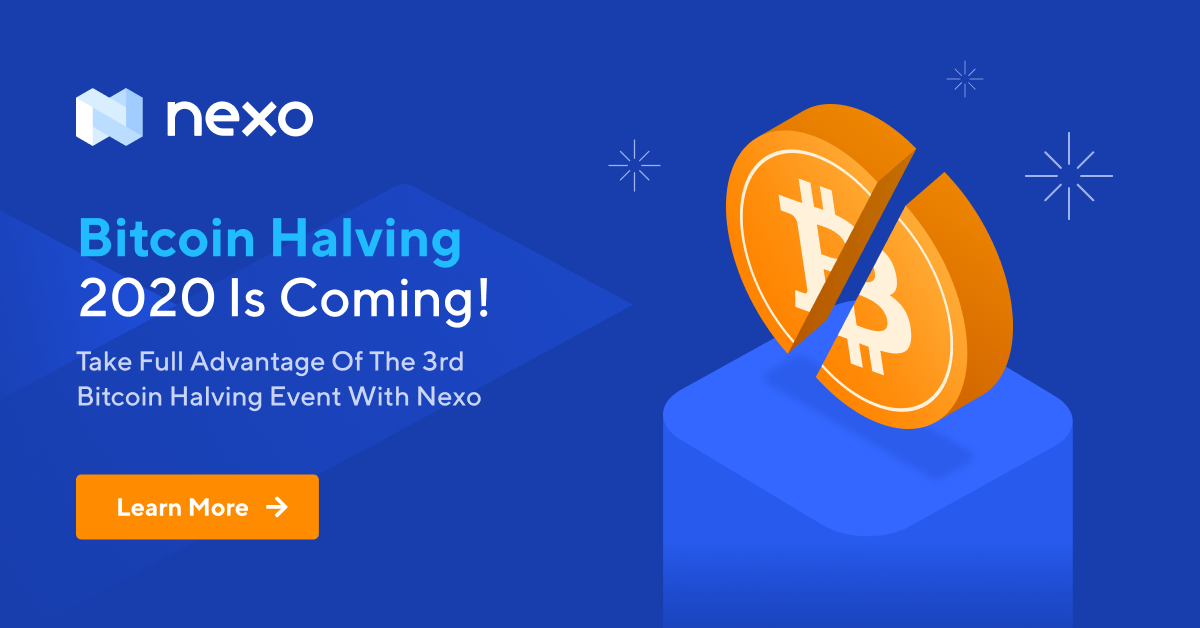 nexo
Bitcoin Halving
2020 Is Coming!
Take Full Advantage Of The 3rd
Bitcoin Halving Event With Nexo
Learn More →